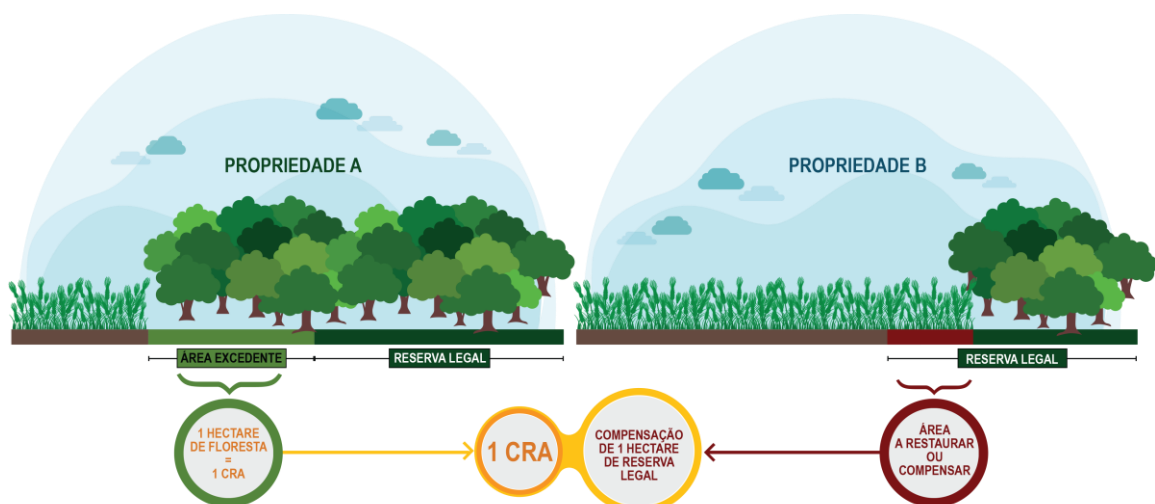 PROPRIEDADE A
PROPRIEDADE B
ÁREA EXCEDENTE
RESERVA LEGAL
RESERVA LEGAL
1 HECTARE
DE FLORESTA
=
1 CRA
1 CRA
COMPENSAÇÃO
DE 1 HECTARE
DE RESERVA
LEGAL
ÁREA
A RESTAURAR
OU
COMPENSAR